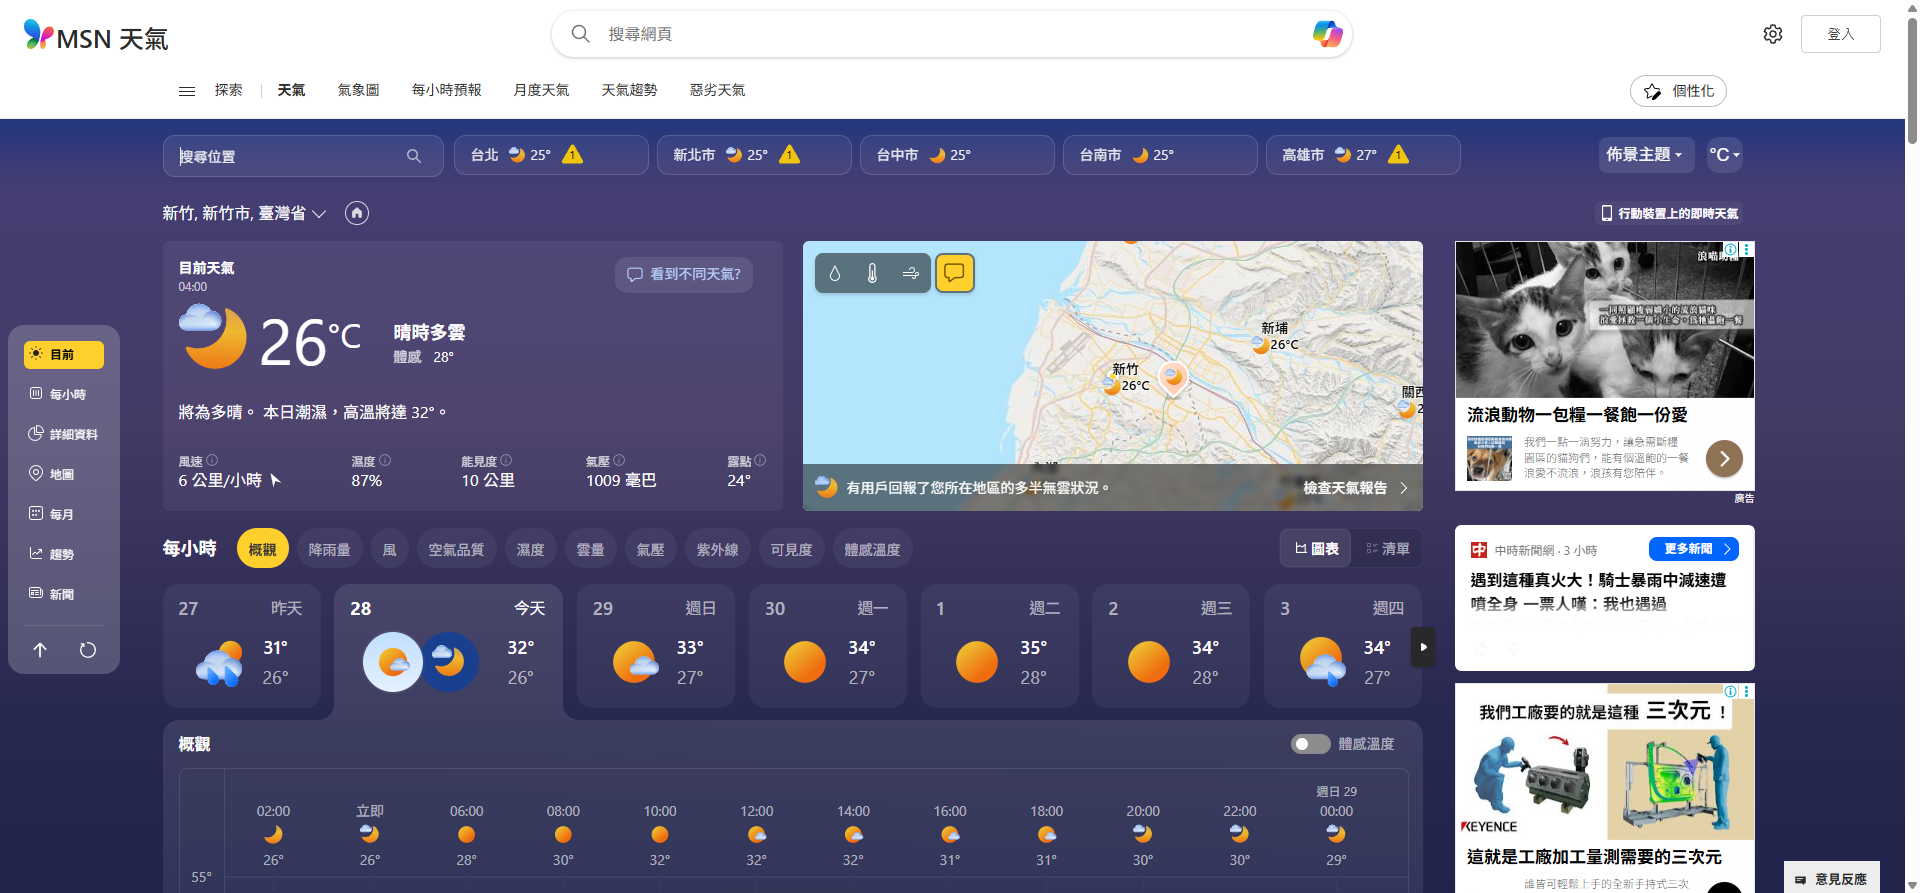 MSN 天氣
搜尋網頁
登入
探索
天氣
氣象圖
每小時預報
月度天氣
天氣趨勢
惡劣天氣
個性化
搜尋位置
台北 25° 1
新北市 25° 1
台中市 25°
台南市 25°
高雄市 27° 1
佈景主題
°C
新竹, 新竹市, 臺灣省
行動裝置上的即時天氣
目前
每小時
詳細資料
地圖
每月
趨勢
新聞
目前天氣
04:00
看到不同天氣?
26°C
晴時多雲
體感 28°
將為多晴。 本日潮濕，高溫將達 32°。
風速
6 公里/小時
濕度
87%
能見度
10 公里
氣壓
1009 毫巴
露點
24°
新埔
26°C
新竹
26°C
關西
有用戶回報了您所在地區的多半無雲狀況。
檢查天氣報告
流浪動物一包糧一餐飽一份愛
我們一點一滴努力，讓急需斷糧
園區的貓狗們，能有個溫飽的一餐
浪愛不流浪，浪孩有您陪伴。
廣告
每小時
概觀
降雨量
風
空氣品質
濕度
雲量
氣壓
紫外線
可見度
體感溫度
圖表
清單
27 昨天
31°
26°
28 今天
32°
26°
29 週日
33°
27°
30 週一
34°
27°
1 週二
35°
28°
2 週三
34°
28°
3 週四
34°
27°
中時新聞網 · 3 小時
更多新聞
遇到這種真火大！騎士暴雨中減速遭
噴全身 一票人嘆：我也遇過
我們工廠要的就是這種 三次元 ！
KEYENCE
這就是工廠加工量測需要的三次元
誰皆可輕鬆上手的全新手持式三次
概觀
體感溫度
週日 29
02:00 立即 06:00 08:00 10:00 12:00 14:00 16:00 18:00 20:00 22:00 00:00
26° 26° 28° 30° 32° 32° 32° 31° 31° 30° 30° 29°
55°
意見反應